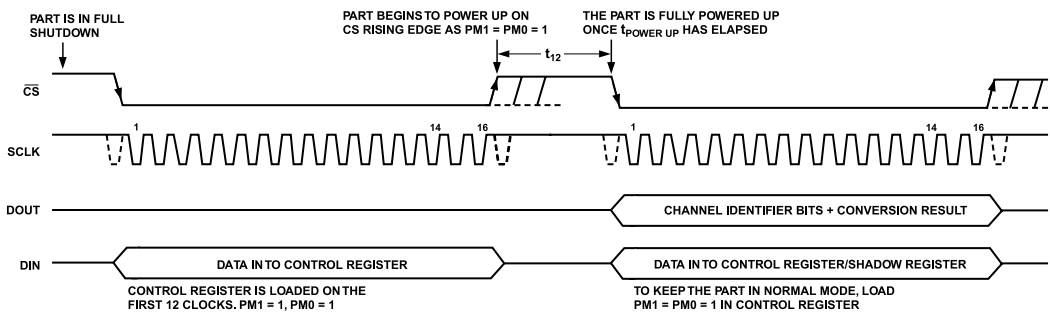 PART IS IN FULL
SHUTDOWN
PART BEGINS TO POWER UP ON
CS RISING EDGE AS PM1 = PM0 = 1
THE PART IS FULLY POWERED UP
ONCE tPOWER UP HAS ELAPSED
t12
CS
1
14
16
1
14
16
SCLK
DOUT
CHANNEL IDENTIFIER BITS + CONVERSION RESULT
DIN
DATA IN TO CONTROL REGISTER
DATA IN TO CONTROL REGISTER/SHADOW REGISTER
CONTROL REGISTER IS LOADED ON THE
FIRST 12 CLOCKS. PM1 = 1, PM0 = 1
TO KEEP THE PART IN NORMAL MODE, LOAD
PM1 = PM0 = 1 IN CONTROL REGISTER